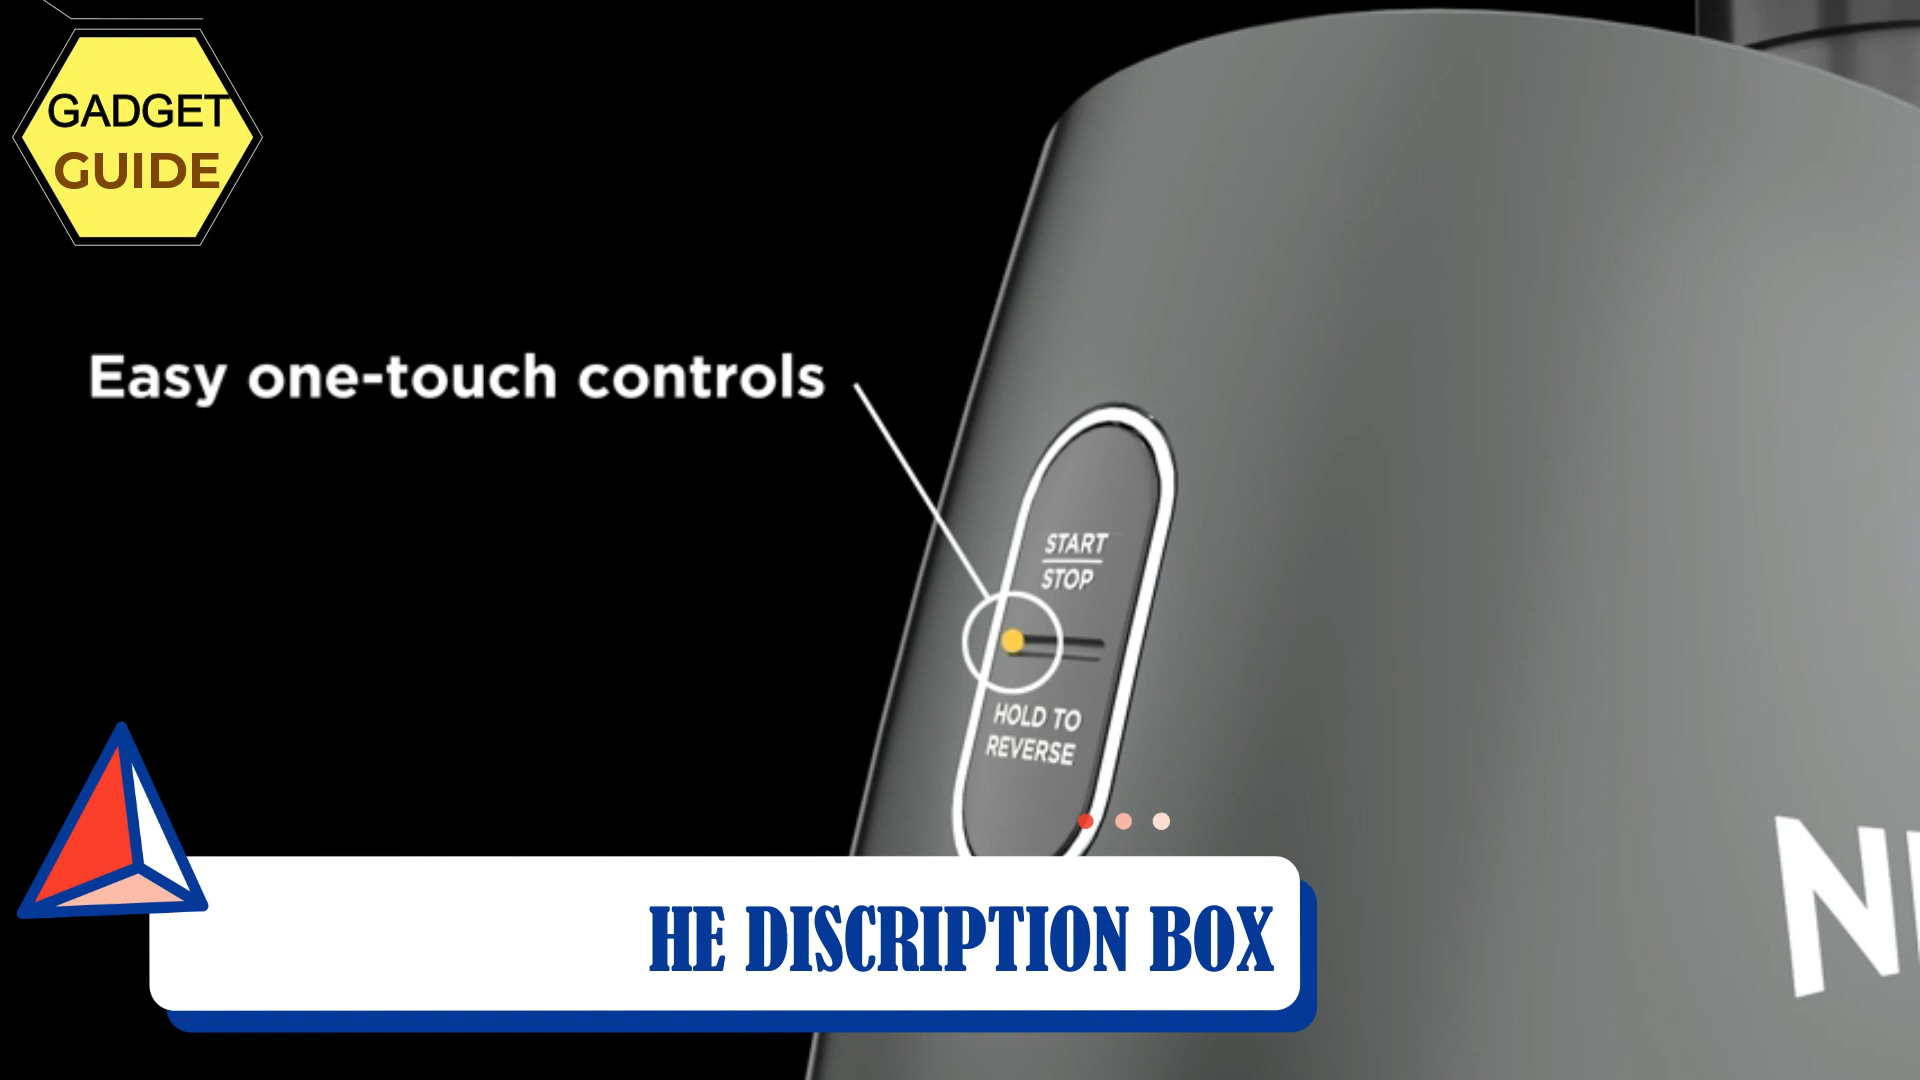 GADGET
GUIDE
Easy one-touch controls
START
STOP
HOLD TO
REVERSE
HE DISCRIPTION BOX